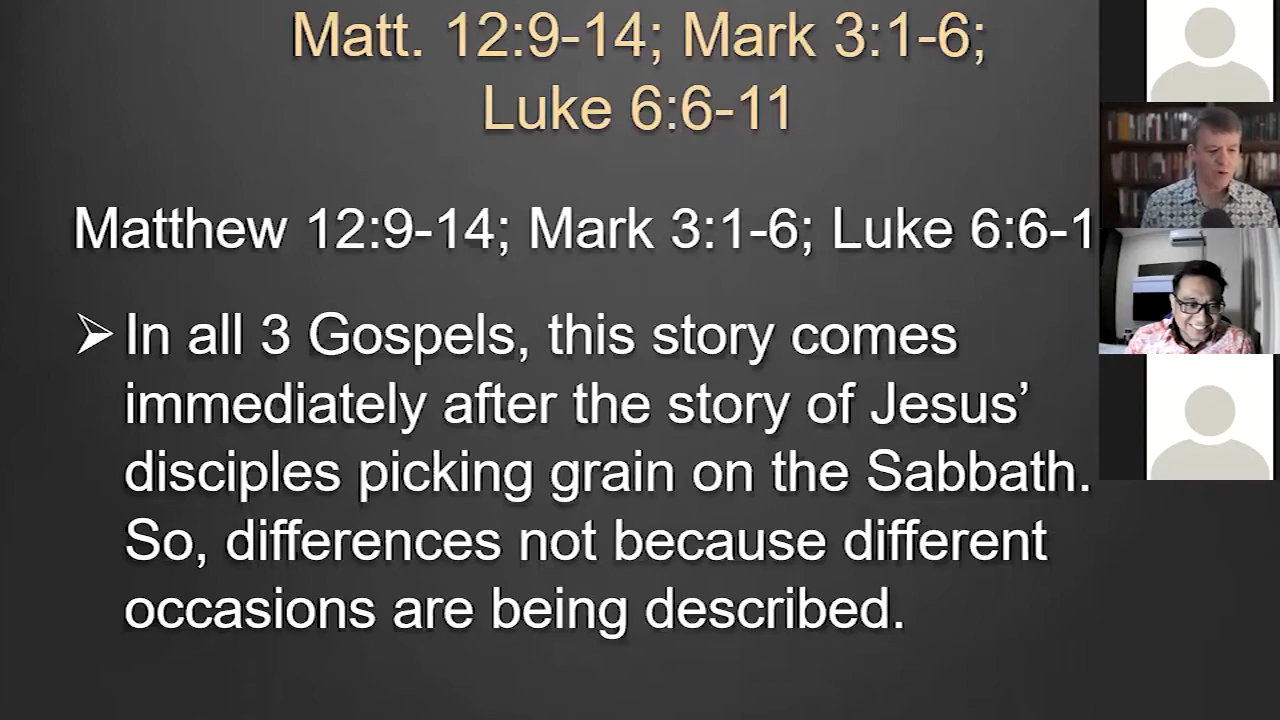 Matt. 12:9-14; Mark 3:1-6;
Luke 6:6-11
Matthew 12:9-14; Mark 3:1-6; Luke 6:6-1
In all 3 Gospels, this story comes
immediately after the story of Jesus’
disciples picking grain on the Sabbath.
So, differences not because different
occasions are being described.